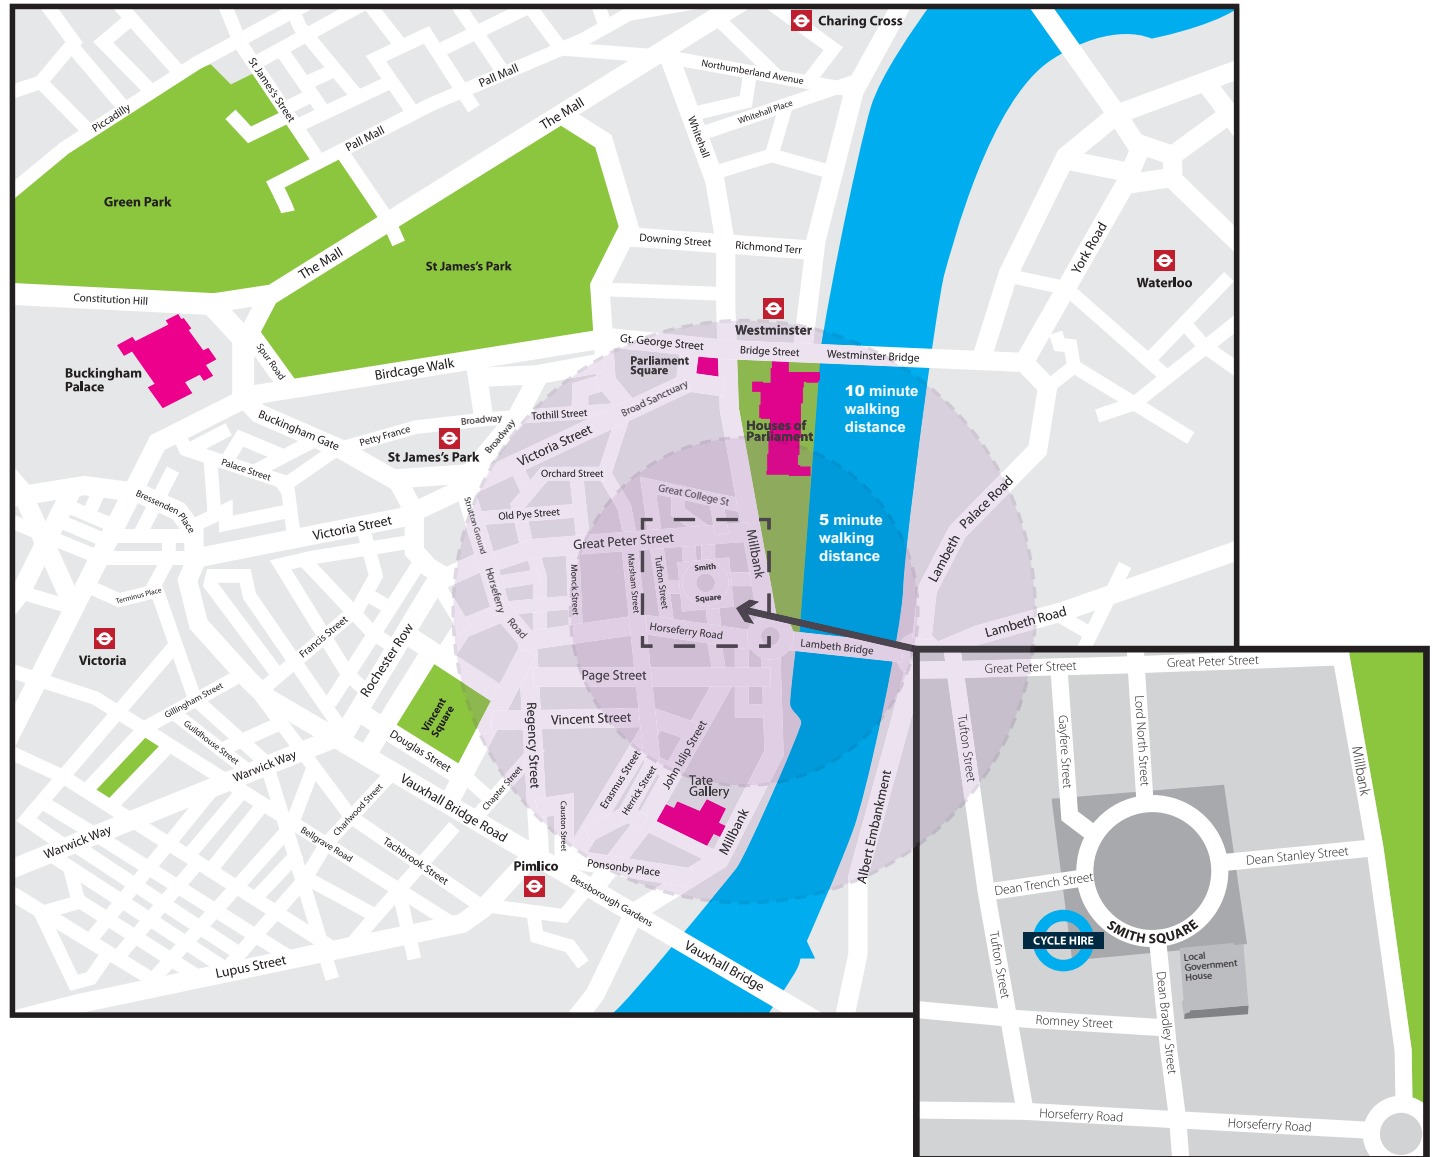 Charing Cross
Northumberland Avenue
Whitehall Place
Whitehall
Pall Mall
St James's Street
The Mall
Piccadilly
Pall Mall
Green Park
Downing Street
Richmond Terr
York Road
Waterloo
The Mall
St James's Park
Constitution Hill
Westminster
Gt. George Street
Bridge Street
Westminster Bridge
Spur Road
Birdcage Walk
Parliament
Square
Buckingham
Palace
10 minute
walking
distance
Broad Sanctuary
Houses of
Parliament
Buckingham Gate
Petty France
Broadway
Tothill Street
Broadway
Victoria Street
St James's Park
Palace Street
Orchard Street
Great College St
Palace Road
Lambeth
Bressenden Place
Victoria Street
Strutton Ground
Old Pye Street
5 minute
walking
distance
Great Peter Street
Millbank
Horseferry
Road
Monck Street
Marsham Street
Tufton Street
Smith
Square
Terminus Place
Francis Street
Rochester Row
Victoria
Horseferry Road
Lambeth Bridge
Lambeth Road
Page Street
Gillingham Street
Guildhouse Street
Vincent
Square
Regency Street
Vincent Street
Douglas Street
Warwick Way
Erasmus Street
Herrick Street
John Islip Street
Tate
Gallery
Millbank
Albert Embankment
Vauxhall Bridge Road
Chapter Street
Charlwood Street
Bellgrave Road
Tachbrook Street
Causton Street
Warwick Way
Pimlico
Ponsonby Place
Bessborough Gardens
Vauxhall Bridge
Lupus Street
Great Peter Street
Great Peter Street
Tufton Street
Gayfere Street
Lord North Street
Millbank
Dean Stanley Street
Dean Trench Street
CYCLE HIRE
SMITH SQUARE
Tufton Street
Local
Government
House
Dean Bradley Street
Romney Street
Horseferry Road
Horseferry Road